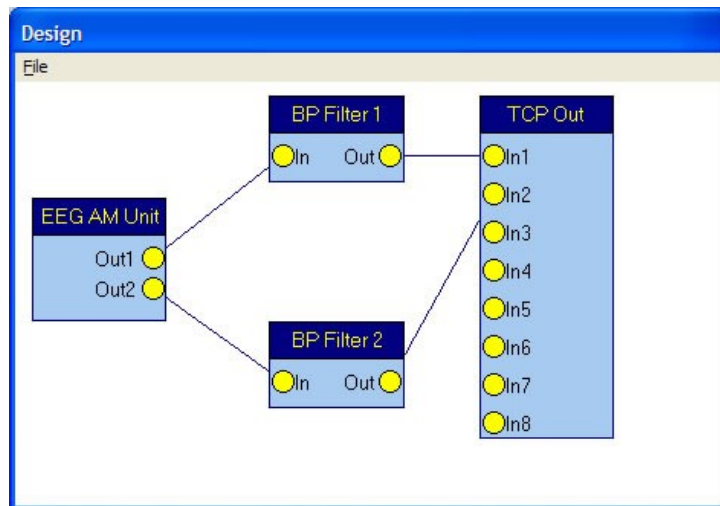 Design
File
BP Filter 1
In Out
TCP Out
In1
In2
In3
In4
In5
In6
In7
In8
EEG AM Unit
Out1
Out2
BP Filter 2
In Out